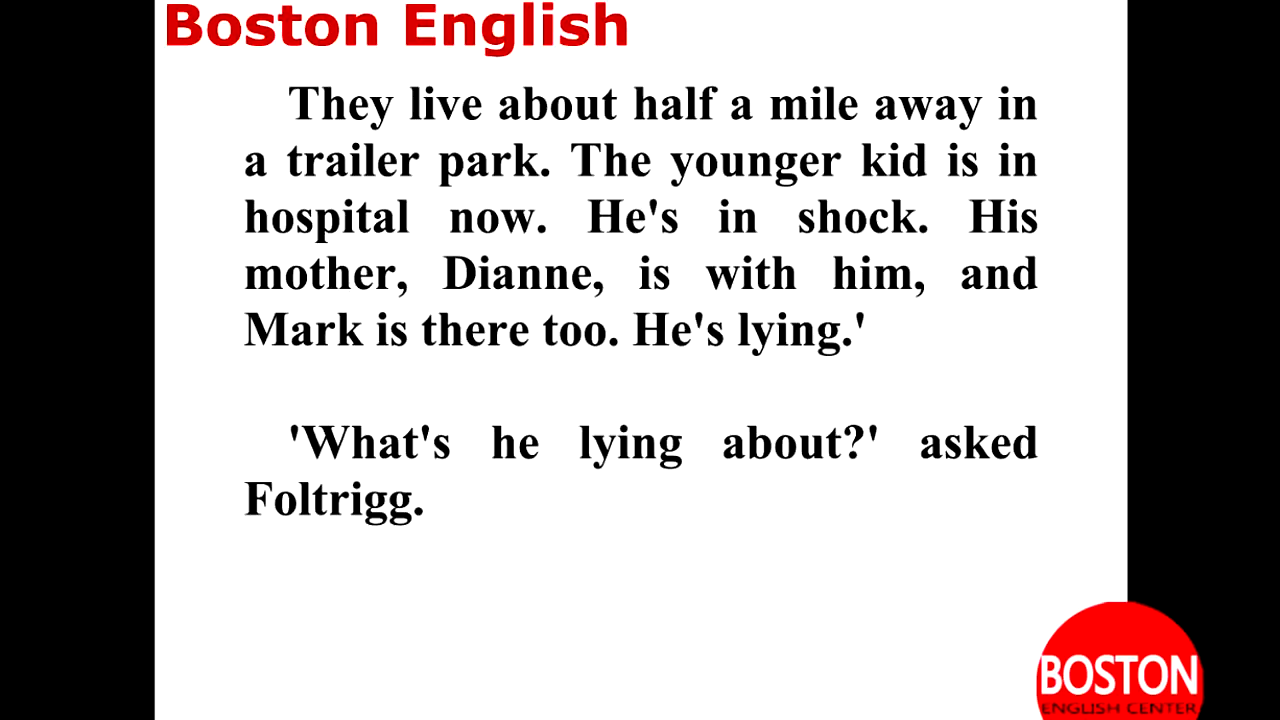 Boston English
They live about half a mile away in
a trailer park. The younger kid is in
hospital now. He's in shock. His
mother, Dianne, is with him, and
Mark is there too. He's lying.'
'What's he lying about?' asked
Foltrigg.
BOSTON
ENGLISH CENTER